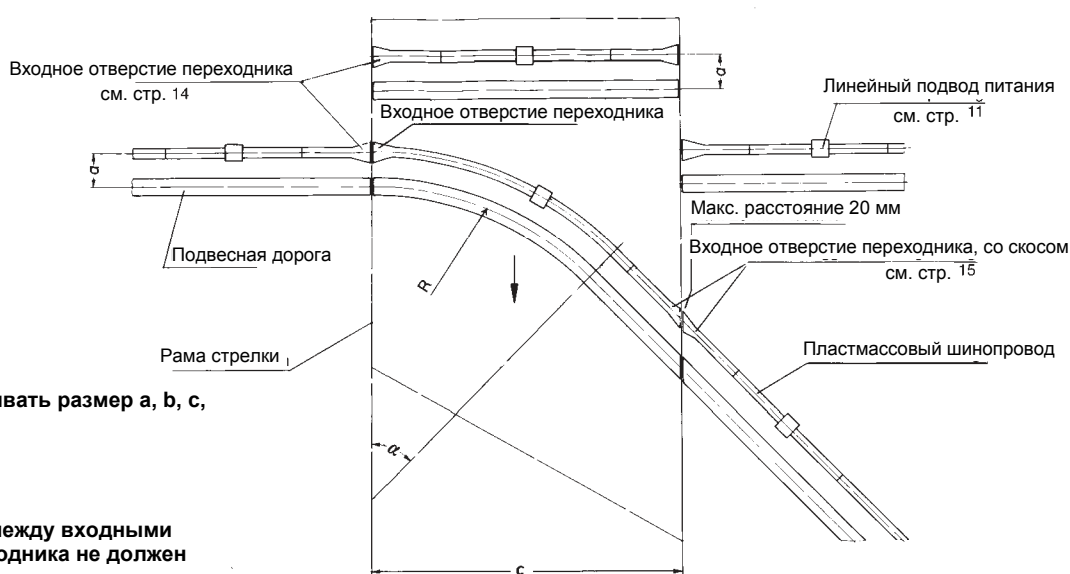 a
Входное отверстие переходника
см. стр. 14
Линейный подвод питания
см. стр. 11
Входное отверстие переходника
a
Макс. расстояние 20 мм
Входное отверстие переходника, со скосом
см. стр. 15
Подвесная дорога
R
Рама стрелки
Пластмассовый шинопровод
ивать размер a, b, c,
α
между входными
ходника не должен
c